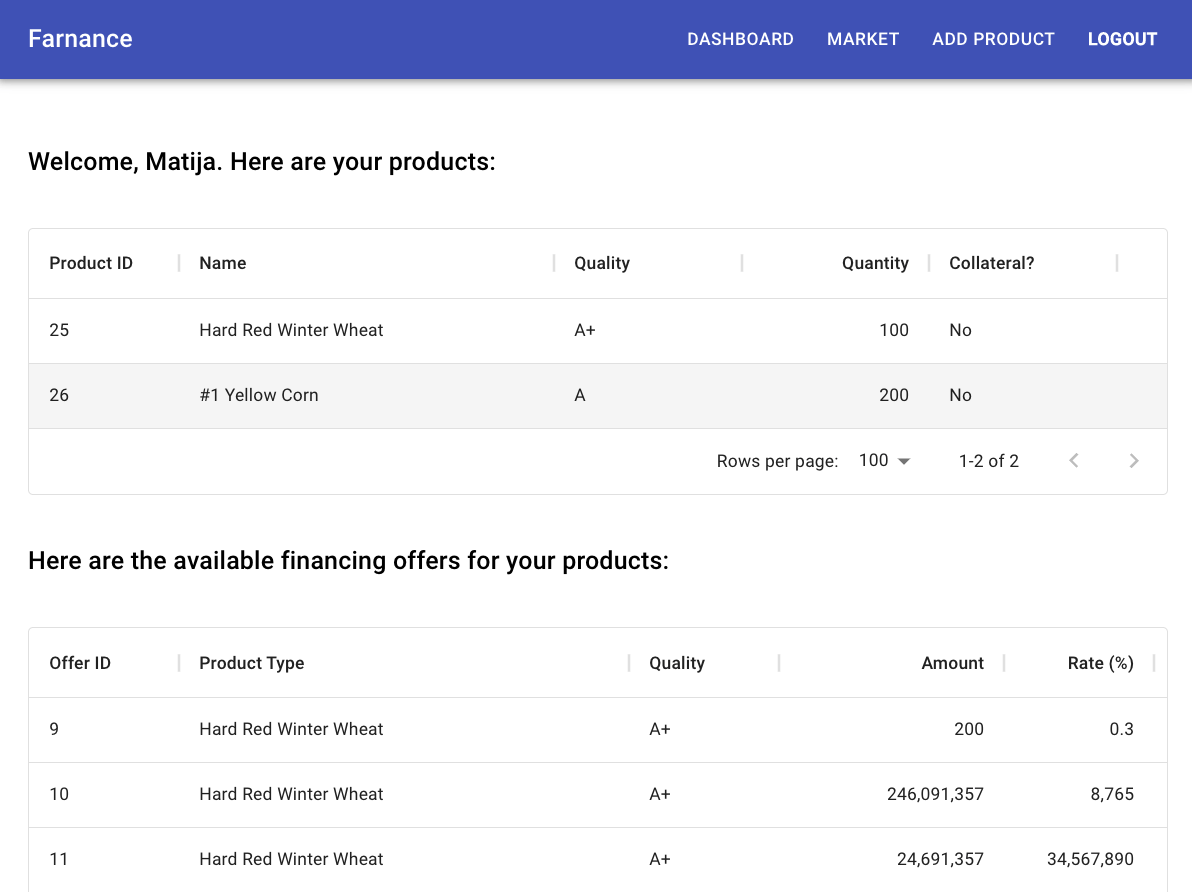 Farnance DASHBOARD MARKET ADD PRODUCT LOGOUT
Welcome, Matija. Here are your products:
Product ID Name Quality Quantity Collateral?
25 Hard Red Winter Wheat A+ 100 No
26 #1 Yellow Corn A 200 No
Rows per page: 100 1-2 of 2
Here are the available financing offers for your products:
Offer ID Product Type Quality Amount Rate (%)
9 Hard Red Winter Wheat A+ 200 0.3
10 Hard Red Winter Wheat A+ 246,091,357 8,765
11 Hard Red Winter Wheat A+ 24,691,357 34,567,890